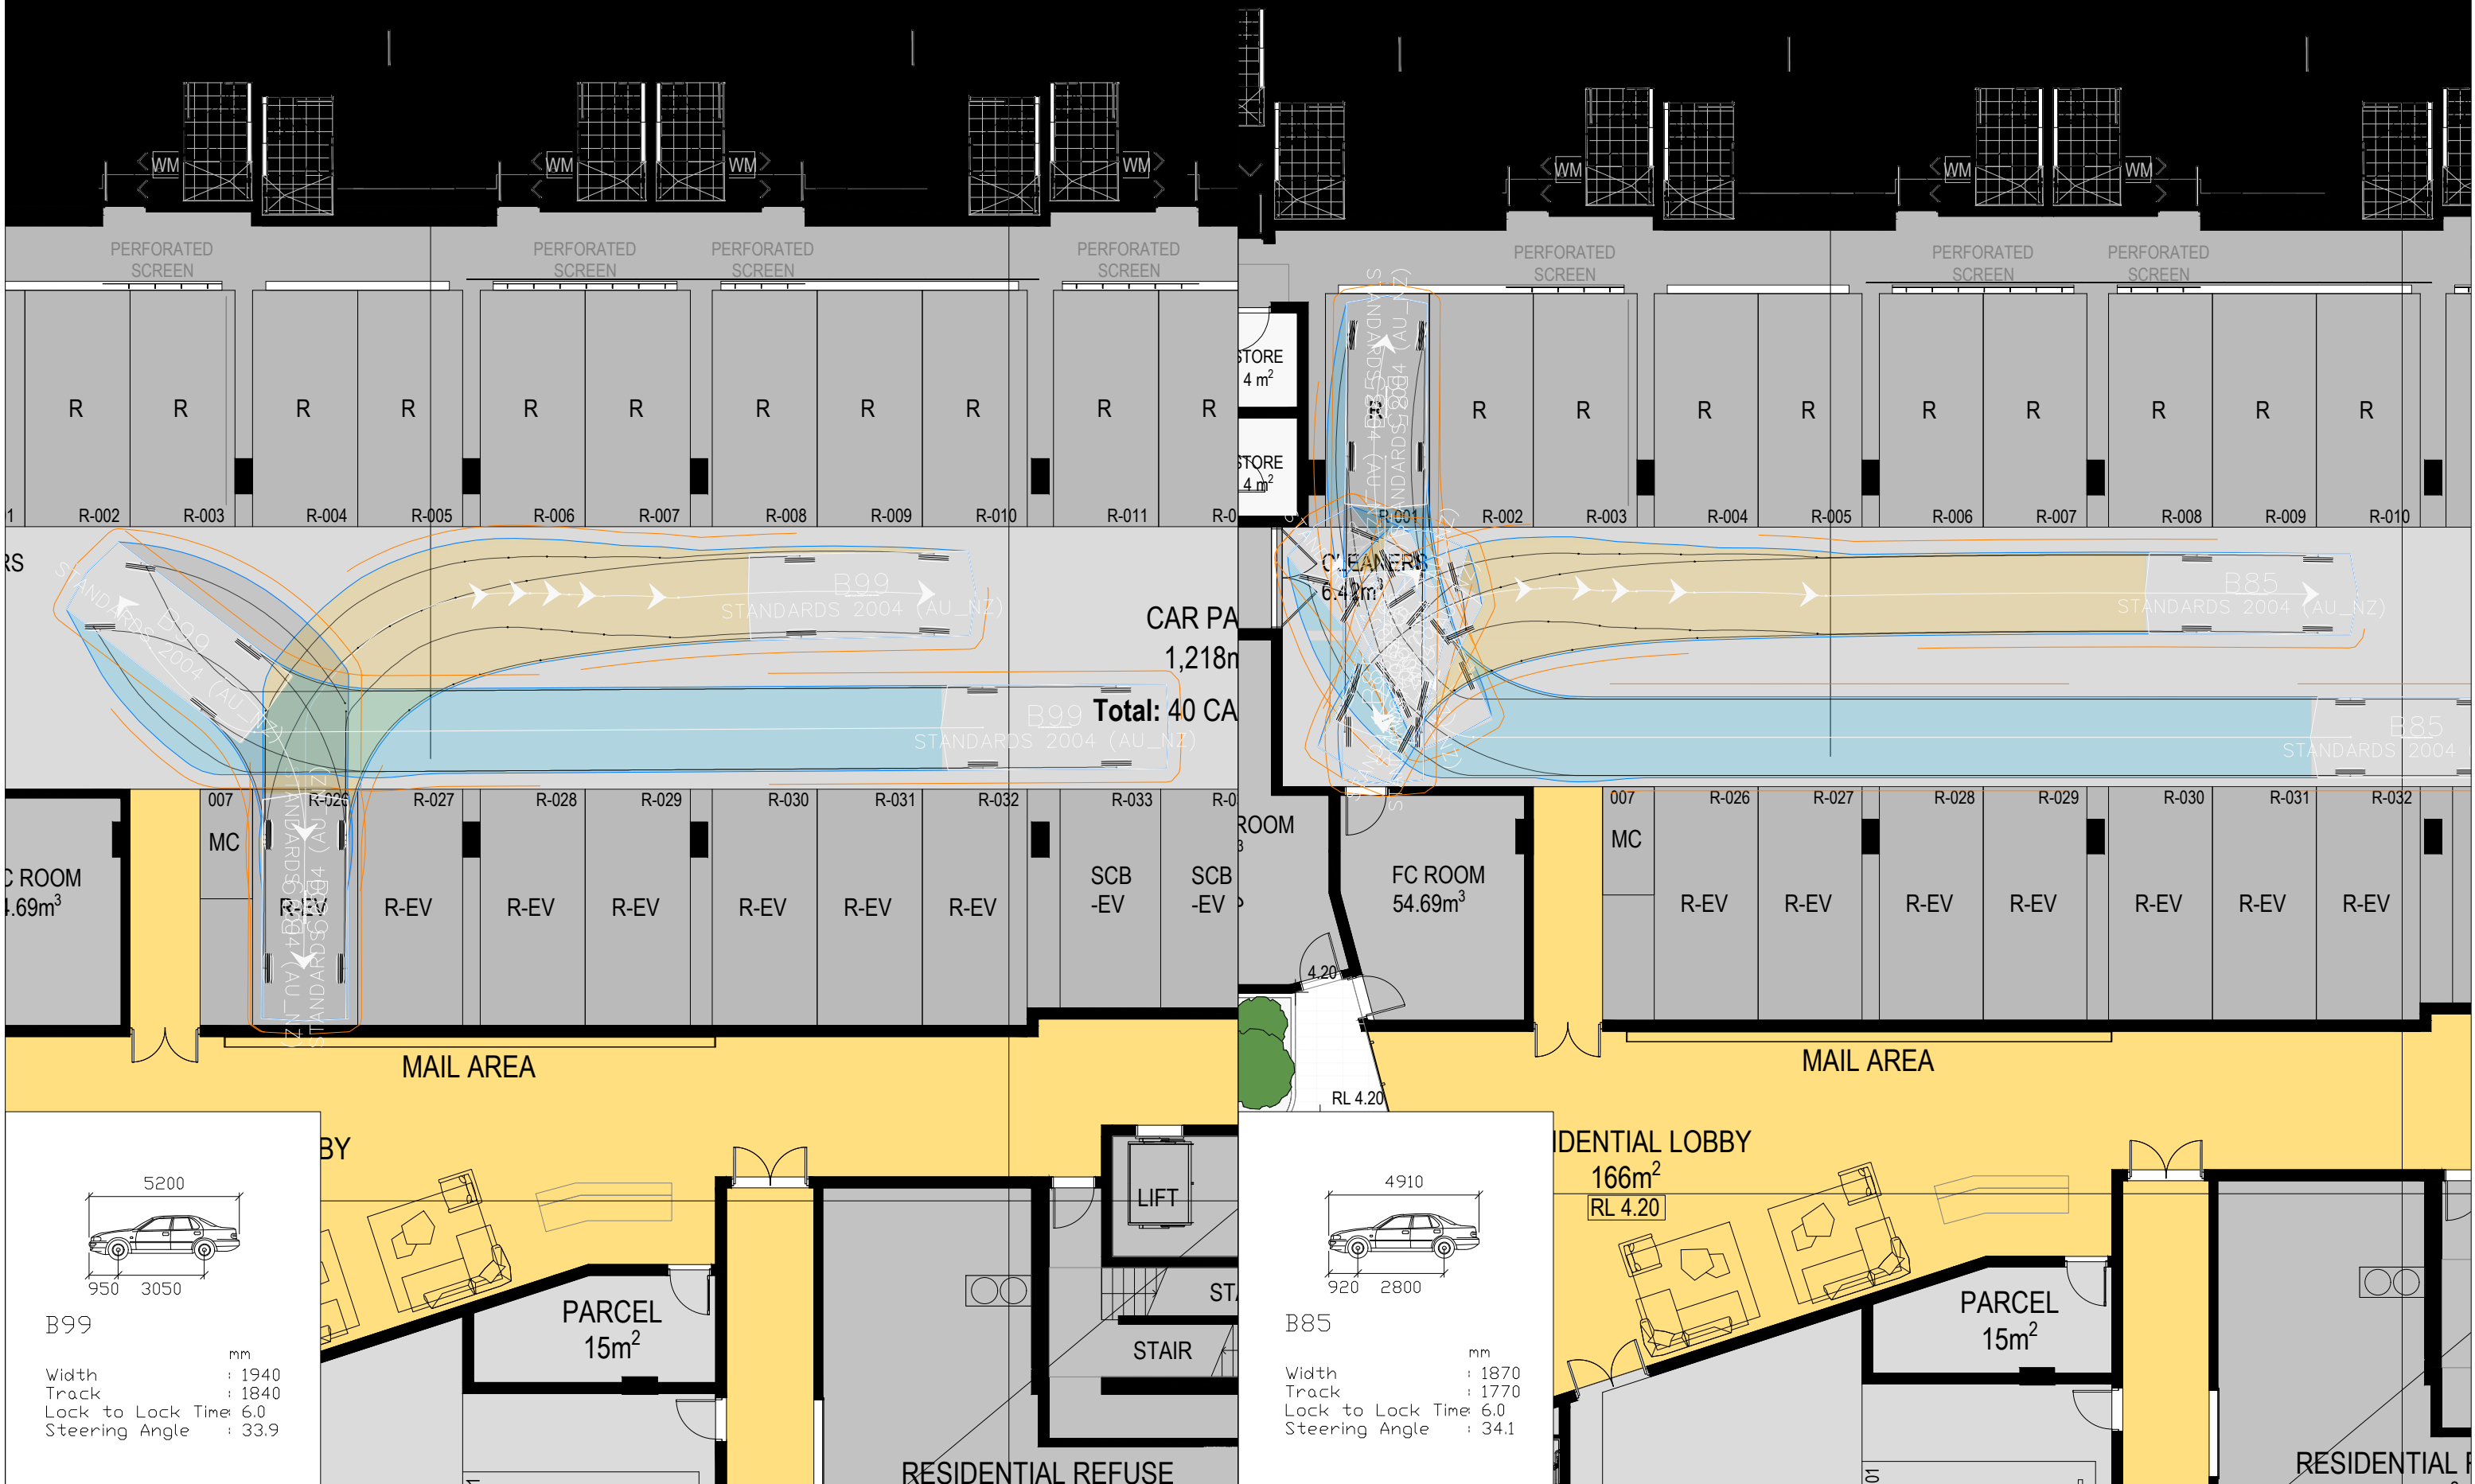 WM
WM
WM
WM
PERFORATED
SCREEN
PERFORATED
SCREEN
PERFORATED
SCREEN
PERFORATED
SCREEN
R
R
R
R
R
R
R
R
R
R
R
R-002
R-003
R-004
R-005
R-006
R-007
R-008
R-009
R-010
R-011
B99
STANDARDS 2004 (AU_NZ)
B99
STANDARDS 2004 (AU_NZ)
CAR PA
1,218m
Total: 40 CA
B99
STANDARDS 2004 (AU_NZ)
007
R-026
R-027
R-028
R-029
R-030
R-031
R-032
R-033
MC
C ROOM
4.69m³
R-EV
R-EV
R-EV
R-EV
R-EV
R-EV
R-EV
SCB
-EV
SCB
-EV
MAIL AREA
BY
LIFT
PARCEL
15m²
STAIR
RESIDENTIAL REFUSE
5200
950
3050
B99
mm
Width : 1940
Track : 1840
Lock to Lock Time : 6.0
Steering Angle : 33.9
WM
WM
WM
PERFORATED
SCREEN
PERFORATED
SCREEN
PERFORATED
SCREEN
STORE
4 m²
STORE
4 m²
R
R
R
R
R
R
R
R
R
R
R-001
R-002
R-003
R-004
R-005
R-006
R-007
R-008
R-009
R-010
CLEANERS
6.42m³
B85
STANDARDS 2004 (AU_NZ)
B85
STANDARDS 2004
007
R-026
R-027
R-028
R-029
R-030
R-031
R-032
MC
ROOM
FC ROOM
54.69m³
R-EV
R-EV
R-EV
R-EV
R-EV
R-EV
R-EV
4.20
RL 4.20
MAIL AREA
IDENTIAL LOBBY
166m²
RL 4.20
PARCEL
15m²
RESIDENTIAL
4910
920
2800
B85
mm
Width : 1870
Track : 1770
Lock to Lock Time : 6.0
Steering Angle : 34.1